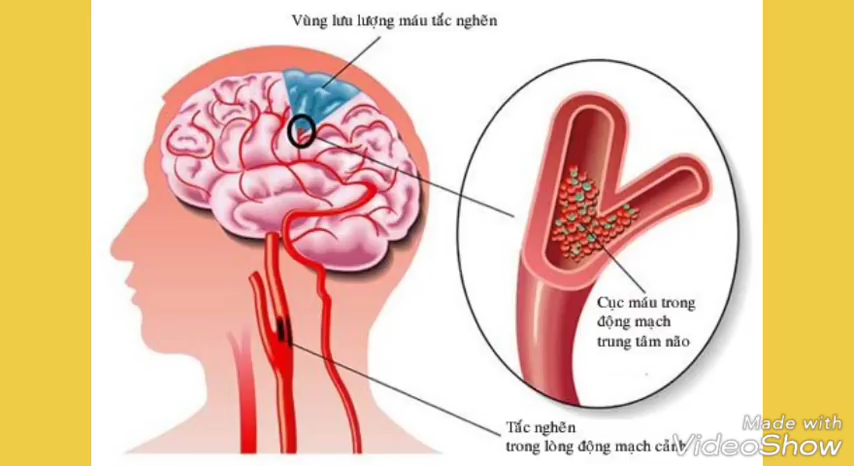 Vùng lưu lượng máu tắc nghẽn
Cục máu trong
động mạch
trung tâm não
Tắc nghẽn
trong lòng động mạch cảnh
Made with
VideoShow